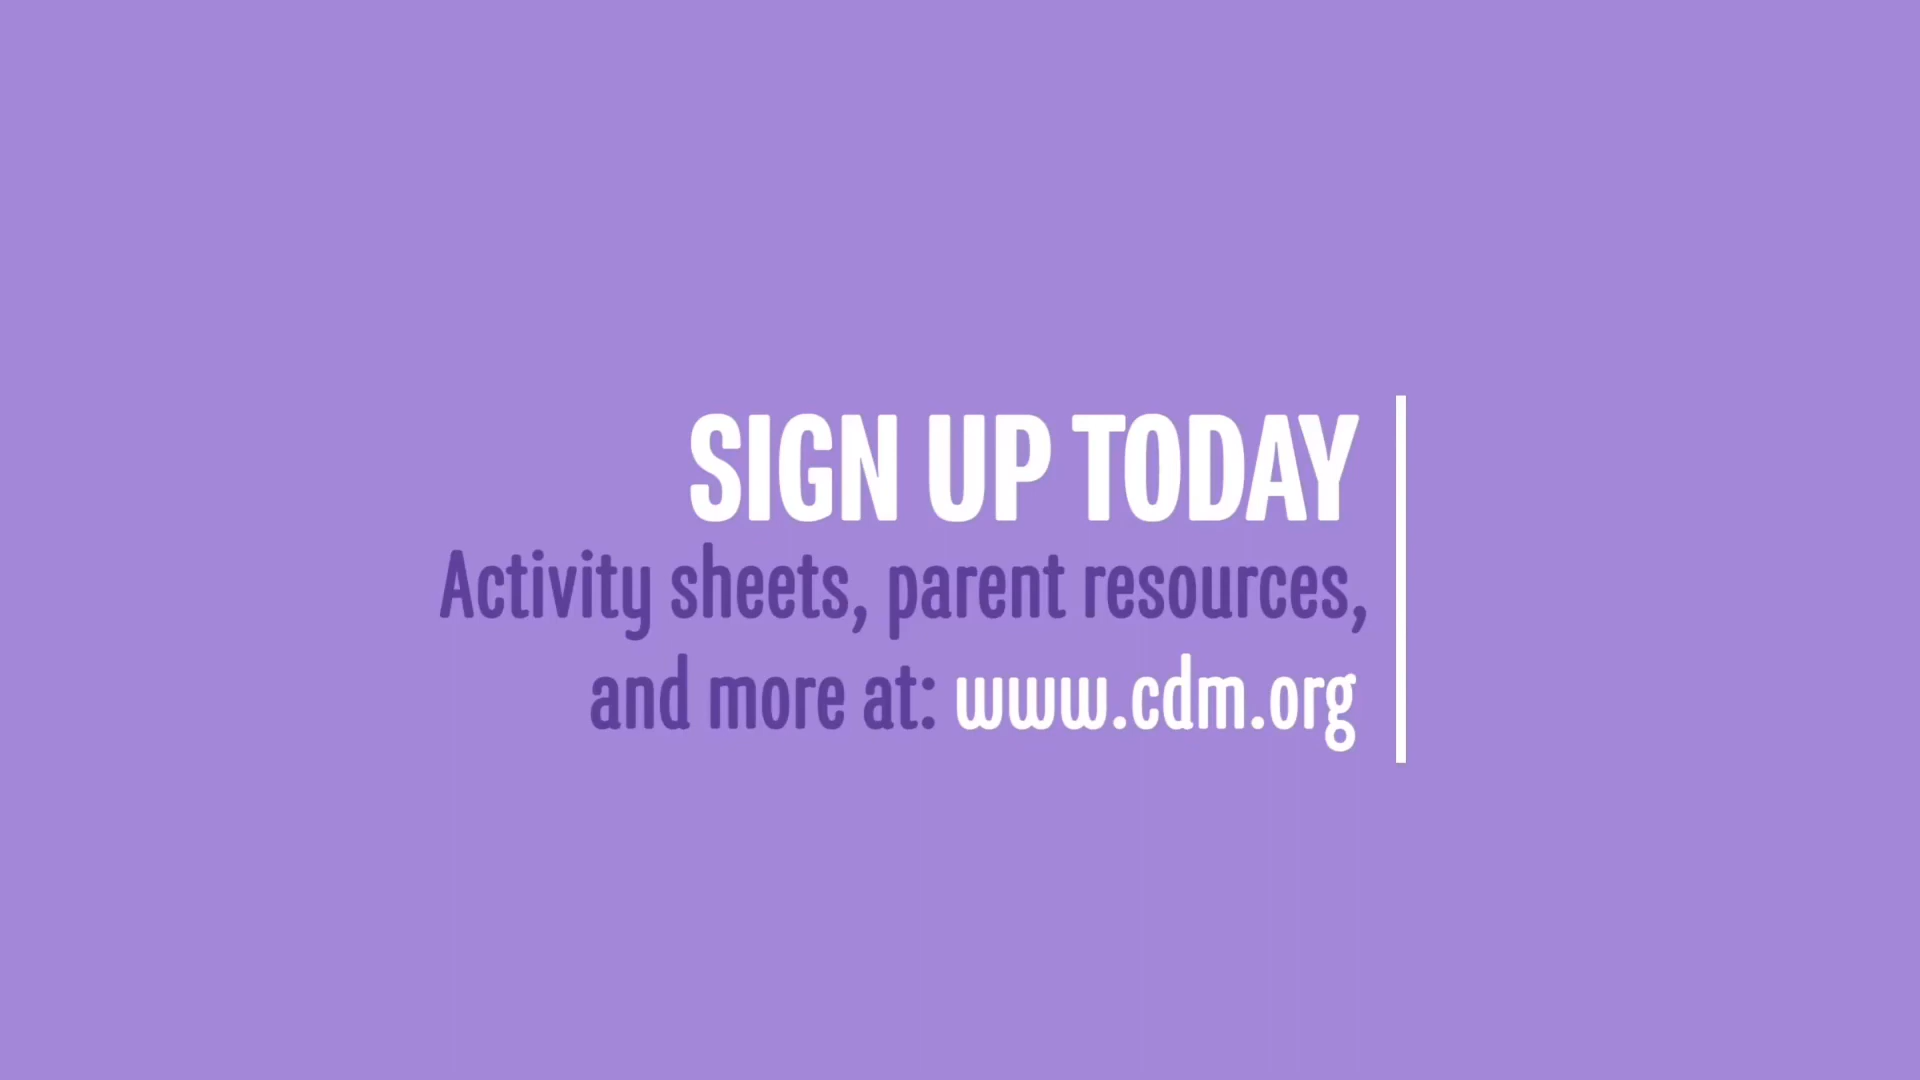 SIGN UP TODAY
Activity sheets, parent resources,
and more at: www.cdm.org